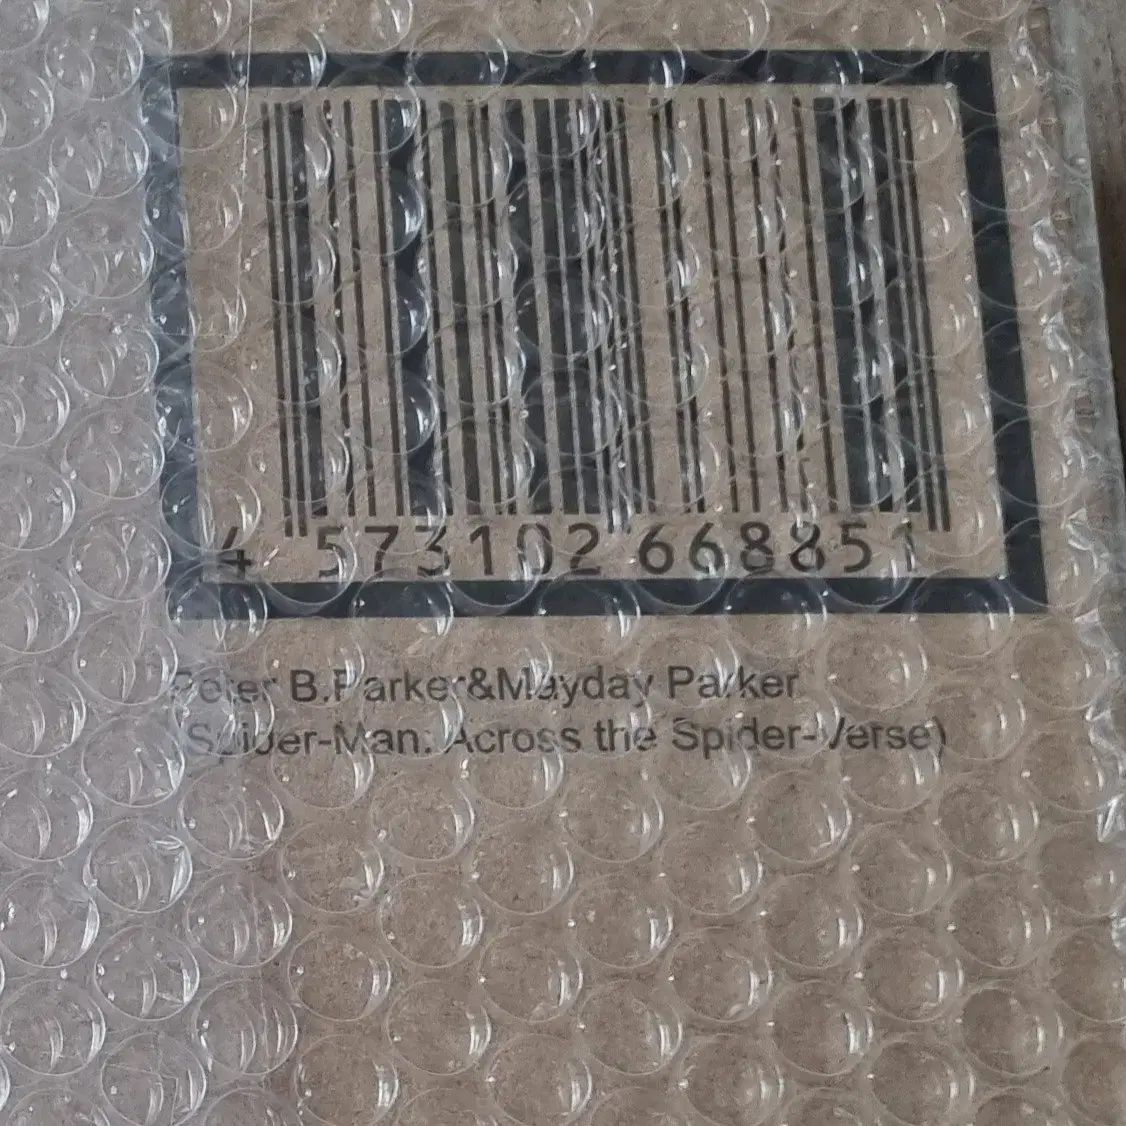 4 573102 668851
Peter B.Parker&Mayday Parker
(Spider-Man: Across the Spider-Verse)